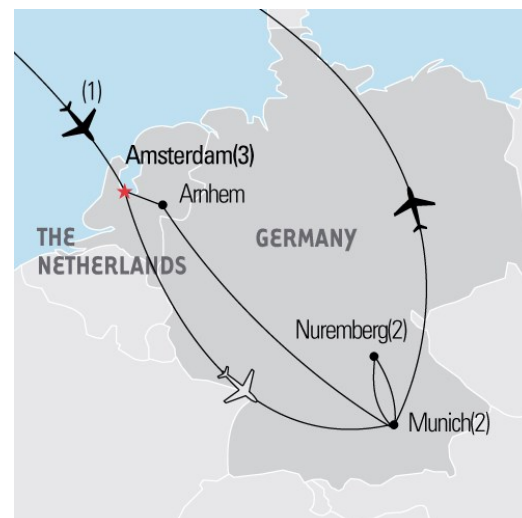 (1)
Amsterdam(3)
Arnhem
THE
NETHERLANDS
GERMANY
Nuremberg(2)
Munich(2)